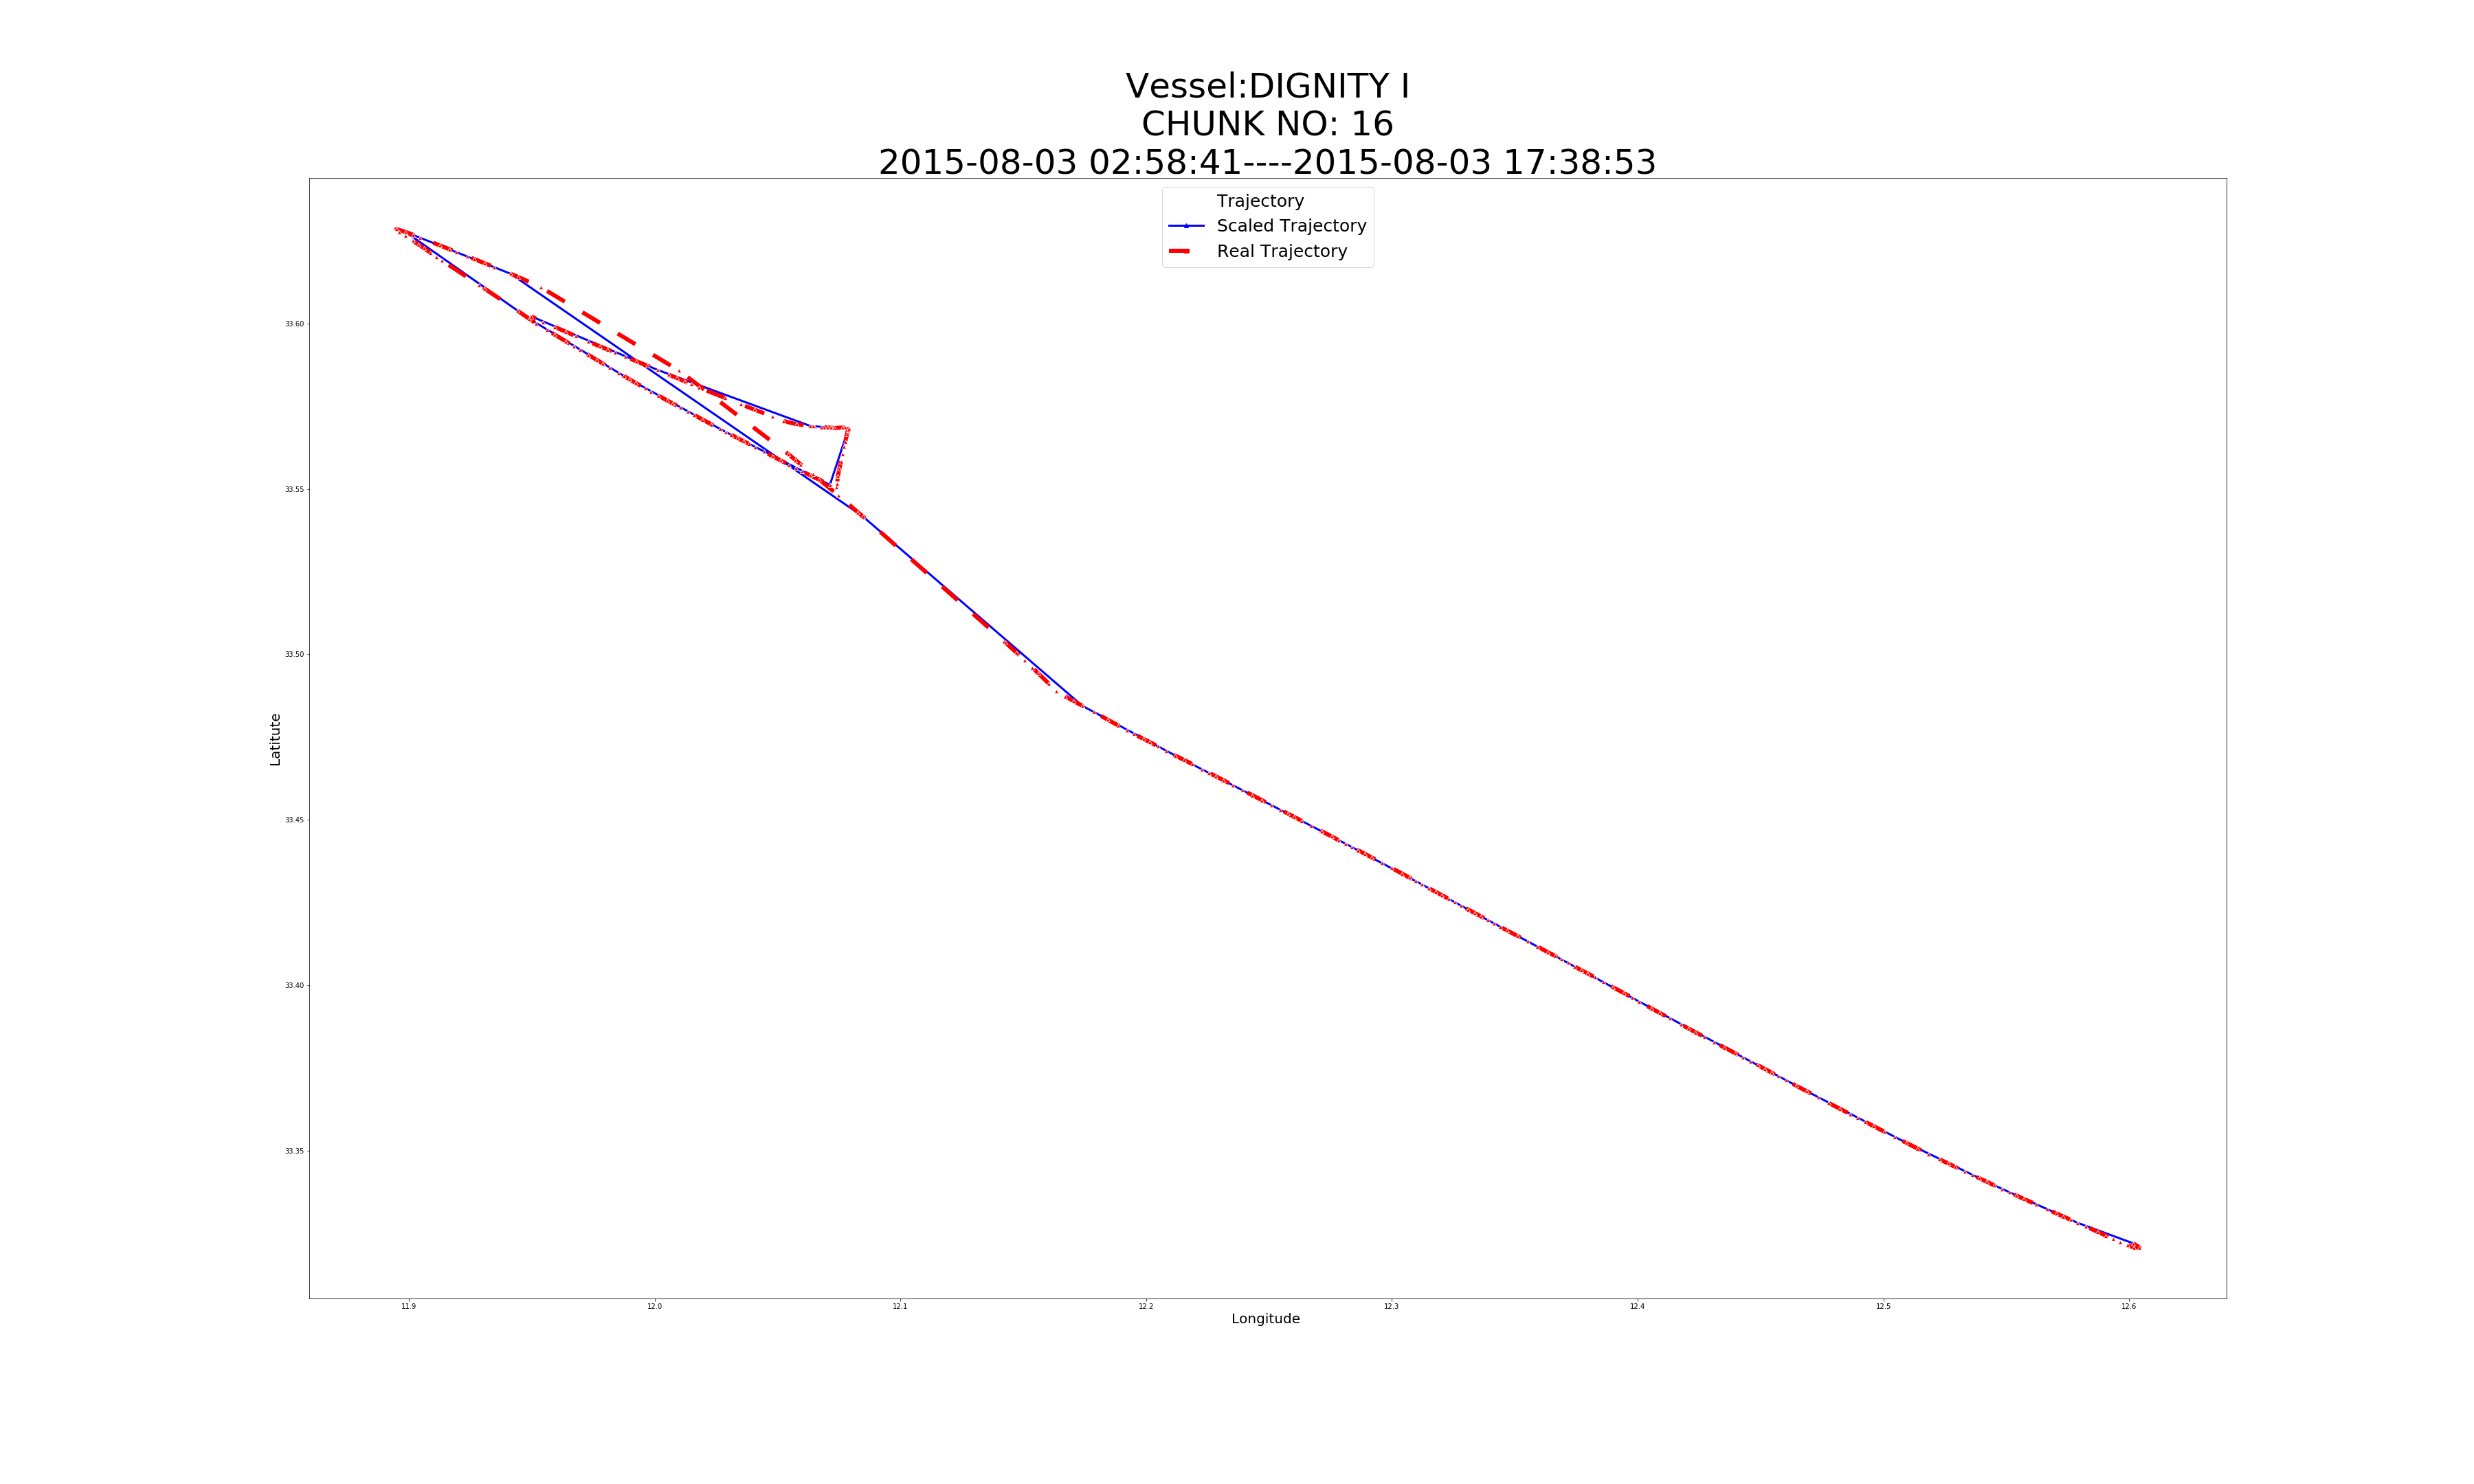 Vessel:DIGNITY I
CHUNK NO: 16
2015-08-03 02:58:41----2015-08-03 17:38:53
Trajectory
Scaled Trajectory
Real Trajectory
33.60
33.55
33.50
33.45
33.40
33.35
Latitute
11.9 12.0 12.1 12.2 12.3 12.4 12.5 12.6
Longitude